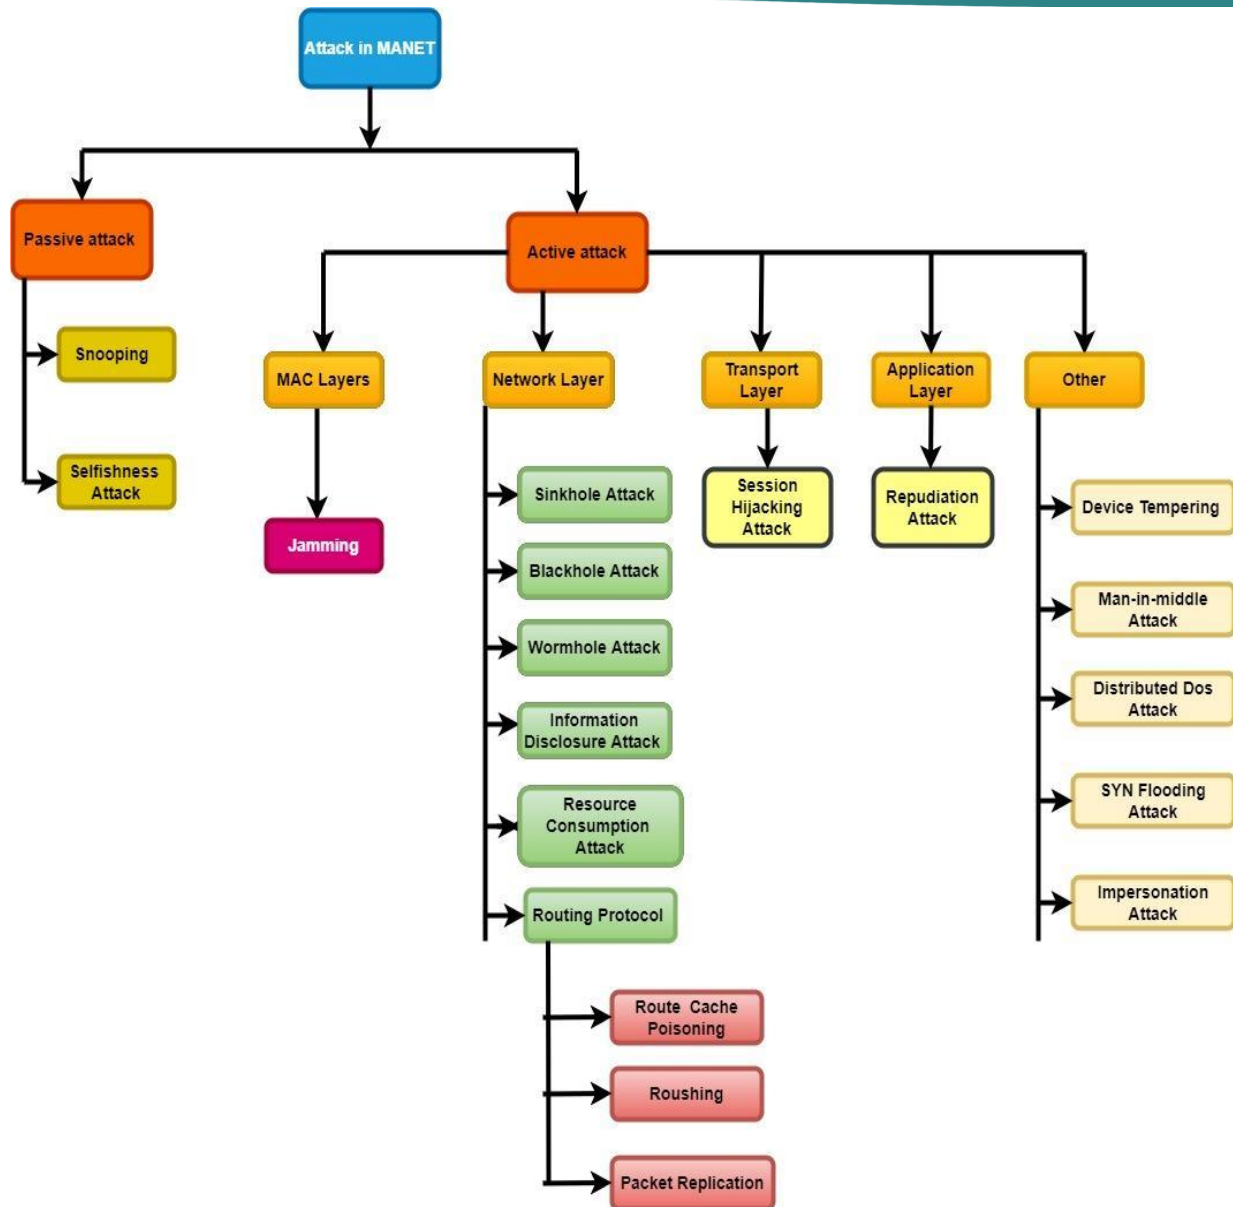 Attack in MANET
Passive attack
Active attack
Snooping
Selfishness
Attack
MAC Layers
Jamming
Network Layer
Sinkhole Attack
Blackhole Attack
Wormhole Attack
Information
Disclosure Attack
Resource
Consumption
Attack
Routing Protocol
Route Cache
Poisoning
Roushing
Packet Replication
Transport
Layer
Session
Hijacking
Attack
Application
Layer
Repudiation
Attack
Other
Device Tempering
Man-in-middle
Attack
Distributed Dos
Attack
SYN Flooding
Attack
Impersonation
Attack